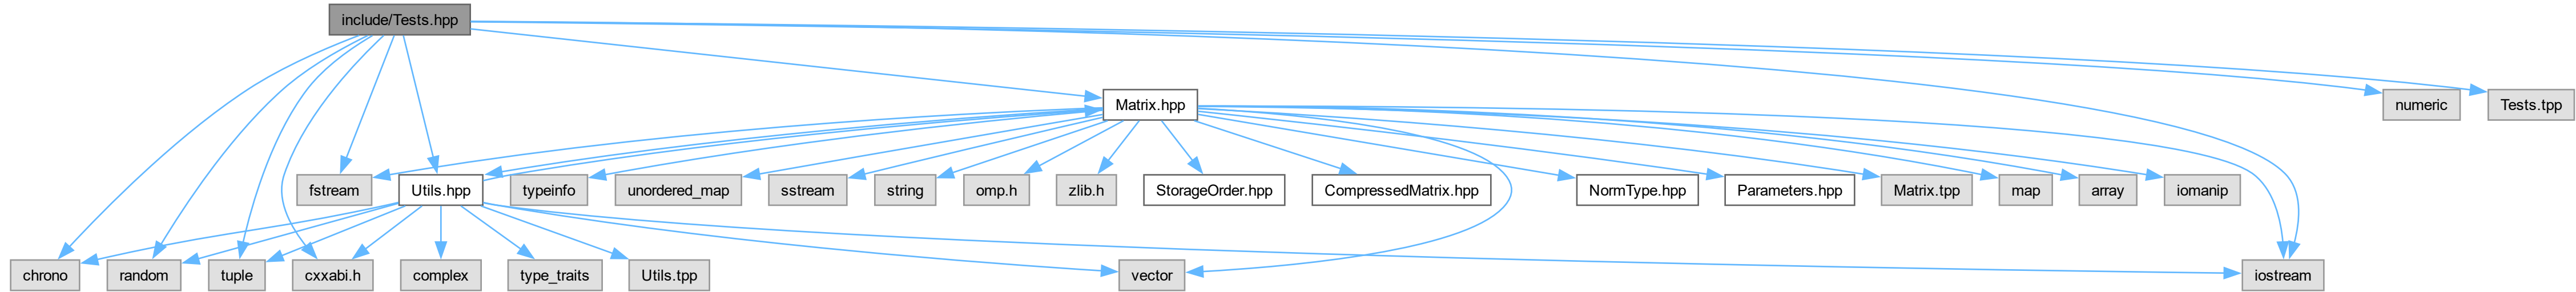 include/Tests.hpp
Matrix.hpp
numeric
Tests.tpp
fstream
Utils.hpp
typeinfo
unordered_map
sstream
string
omp.h
zlib.h
StorageOrder.hpp
CompressedMatrix.hpp
NormType.hpp
Parameters.hpp
Matrix.tpp
map
array
iomanip
chrono
random
tuple
cxxabi.h
complex
type_traits
Utils.tpp
vector
iostream